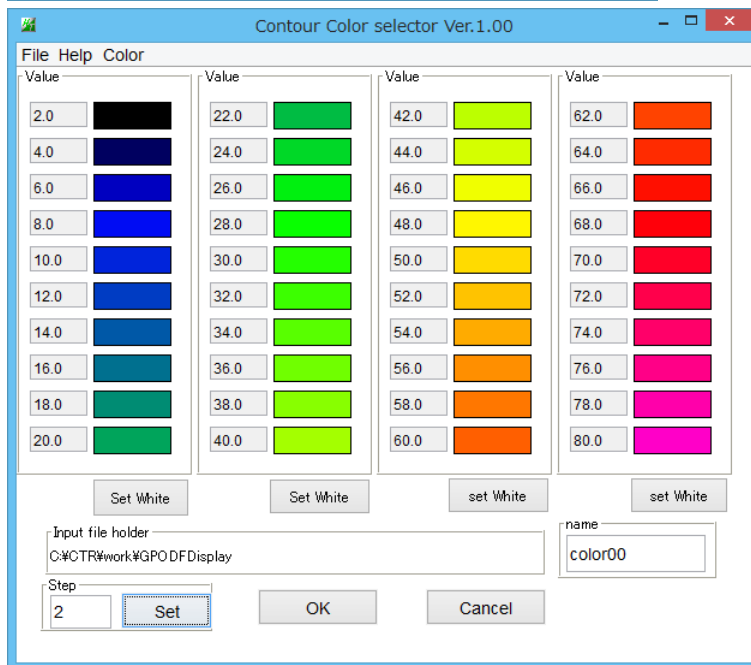 Contour Color selector Ver.1.00
File Help Color
Value Value Value Value
2.0 22.0 42.0 62.0
4.0 24.0 44.0 64.0
6.0 26.0 46.0 66.0
8.0 28.0 48.0 68.0
10.0 30.0 50.0 70.0
12.0 32.0 52.0 72.0
14.0 34.0 54.0 74.0
16.0 36.0 56.0 76.0
18.0 38.0 58.0 78.0
20.0 40.0 60.0 80.0
Set White Set White set White set White
Input file holder name
C:¥CTR¥work¥GPODFDisplay color00
Step
2 Set OK Cancel